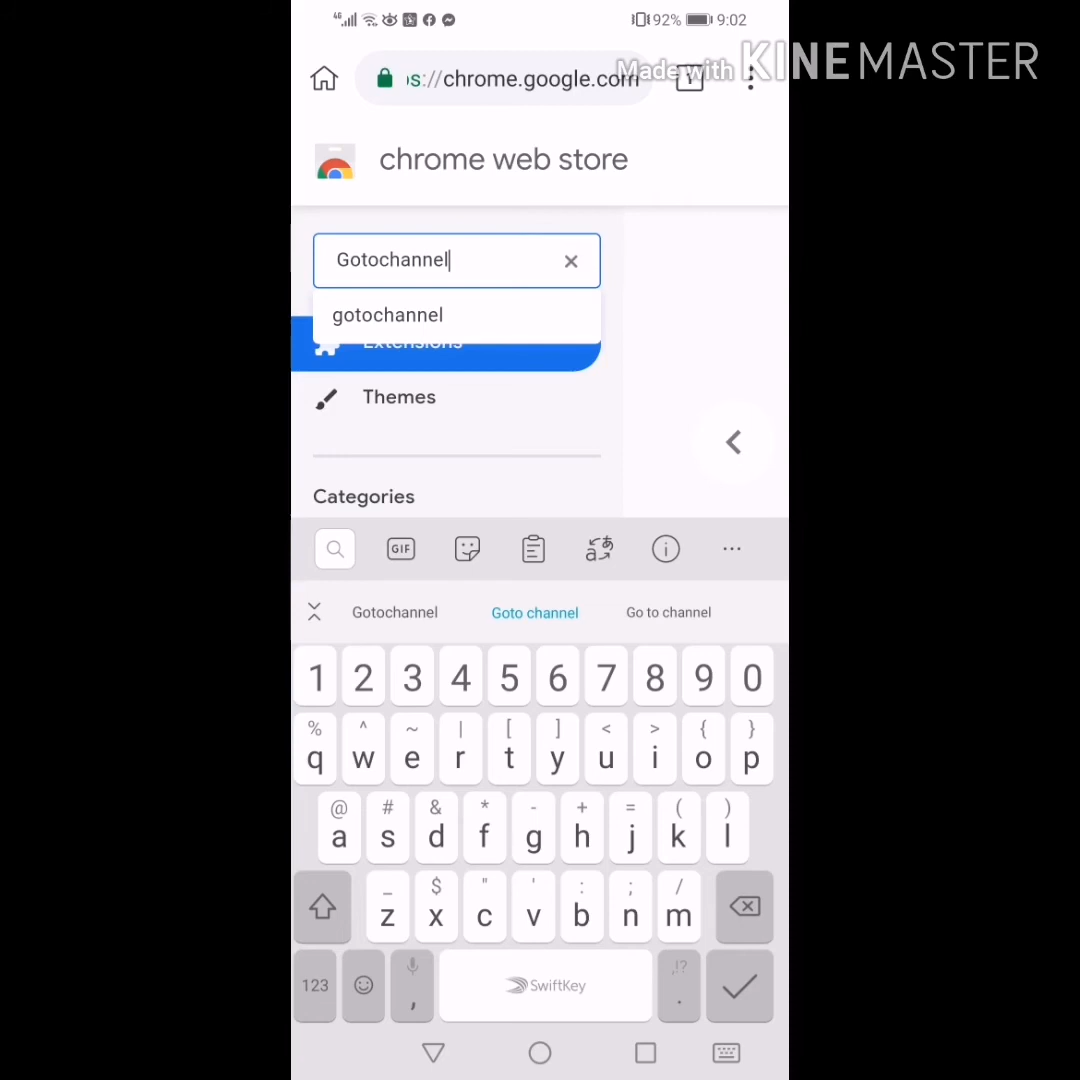 4G 92% 9:02
Made with KINEMASTER
s://chrome.google.com
chrome web store
Gotochannel
gotochannel
Extensions
Themes
Categories
GIF
Gotochannel Goto channel Go to channel
1 2 3 4 5 6 7 8 9 0
% ^ ~ | [ ] < > { }
q w e r t y u i o p
@ # & * - + = ( )
a s d f g h j k l
_ $ " ' : ; /
z x c v b n m
123 , SwiftKey ,!? .